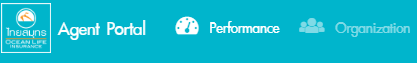 ไทยสมุทร
OCEAN LIFE
INSURANCE
Agent Portal
Performance
Organization